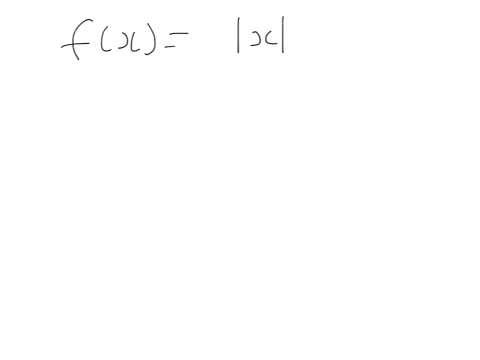 f(x) = |x|